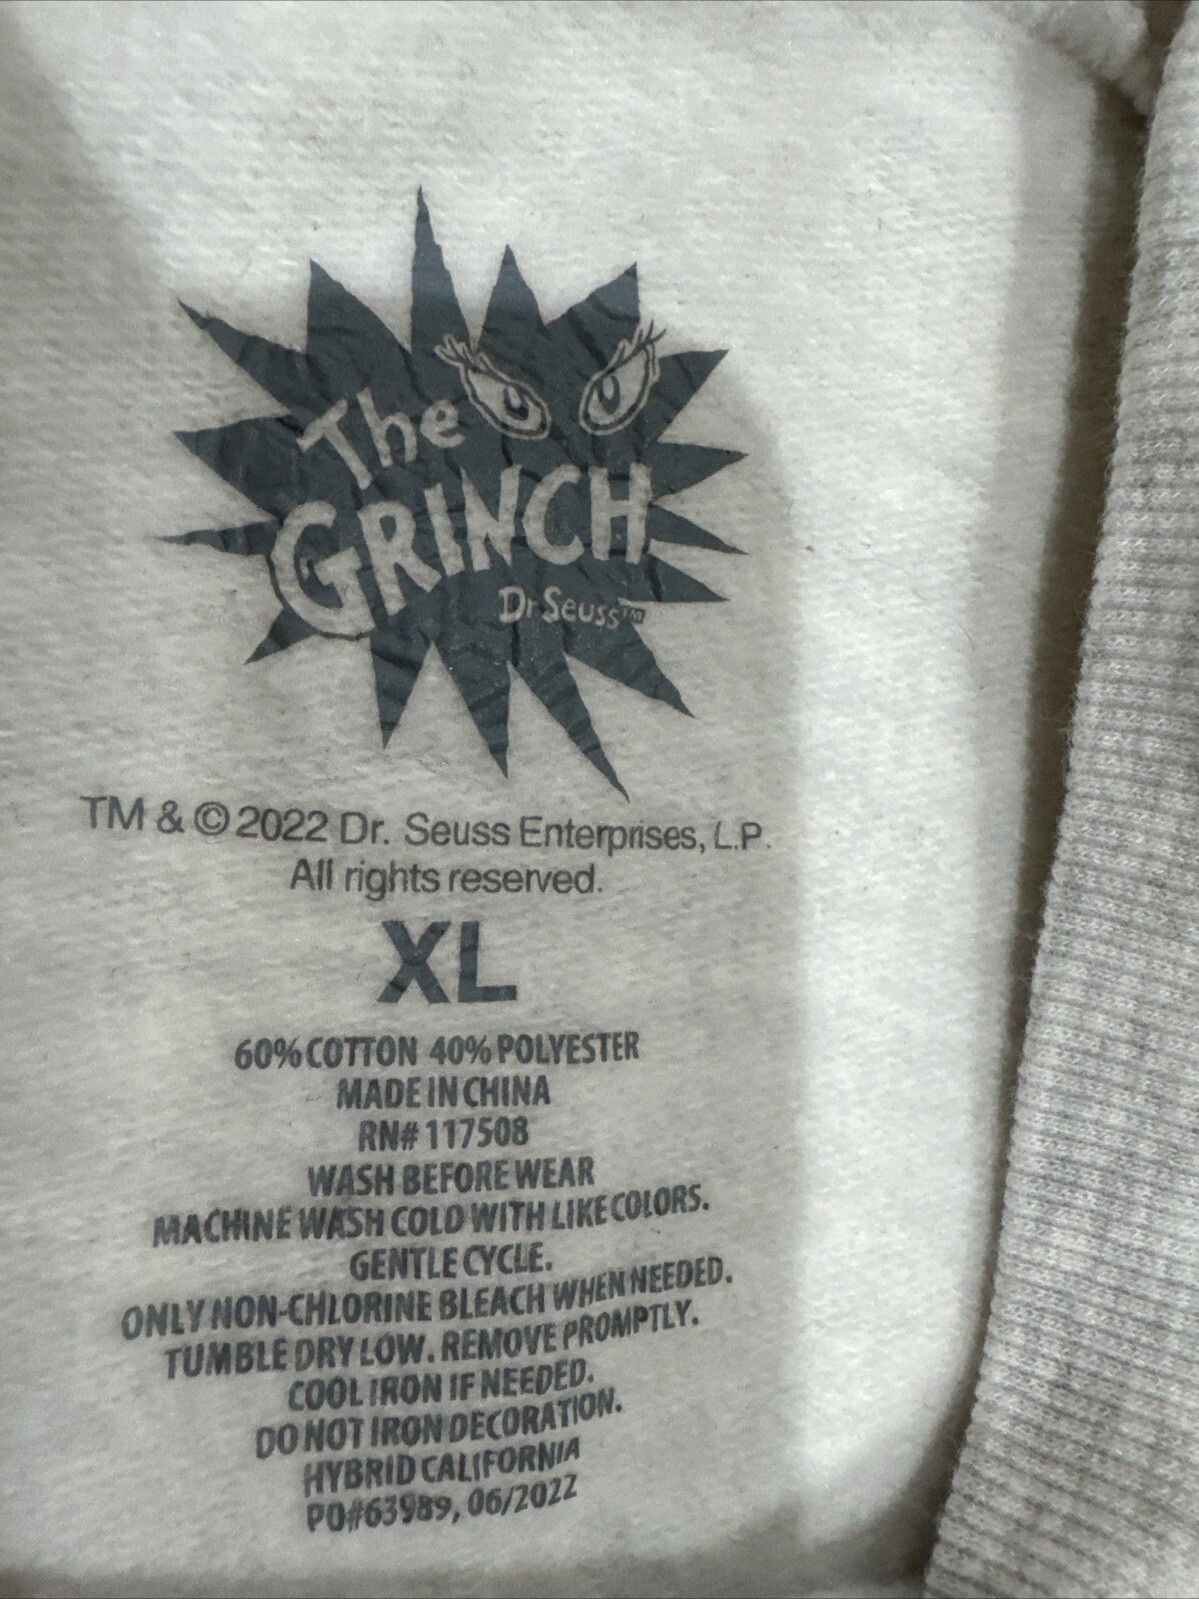 The
GRINCH
Dr. Seuss™
TM & © 2022 Dr. Seuss Enterprises, L.P.
All rights reserved.
XL
60% COTTON 40% POLYESTER
MADE IN CHINA
RN# 117508
WASH BEFORE WEAR
MACHINE WASH COLD WITH LIKE COLORS.
GENTLE CYCLE.
ONLY NON-CHLORINE BLEACH WHEN NEEDED.
TUMBLE DRY LOW. REMOVE PROMPTLY.
COOL IRON IF NEEDED.
DO NOT IRON DECORATION.
HYBRID CALIFORNIA
PO#63989, 06/2022